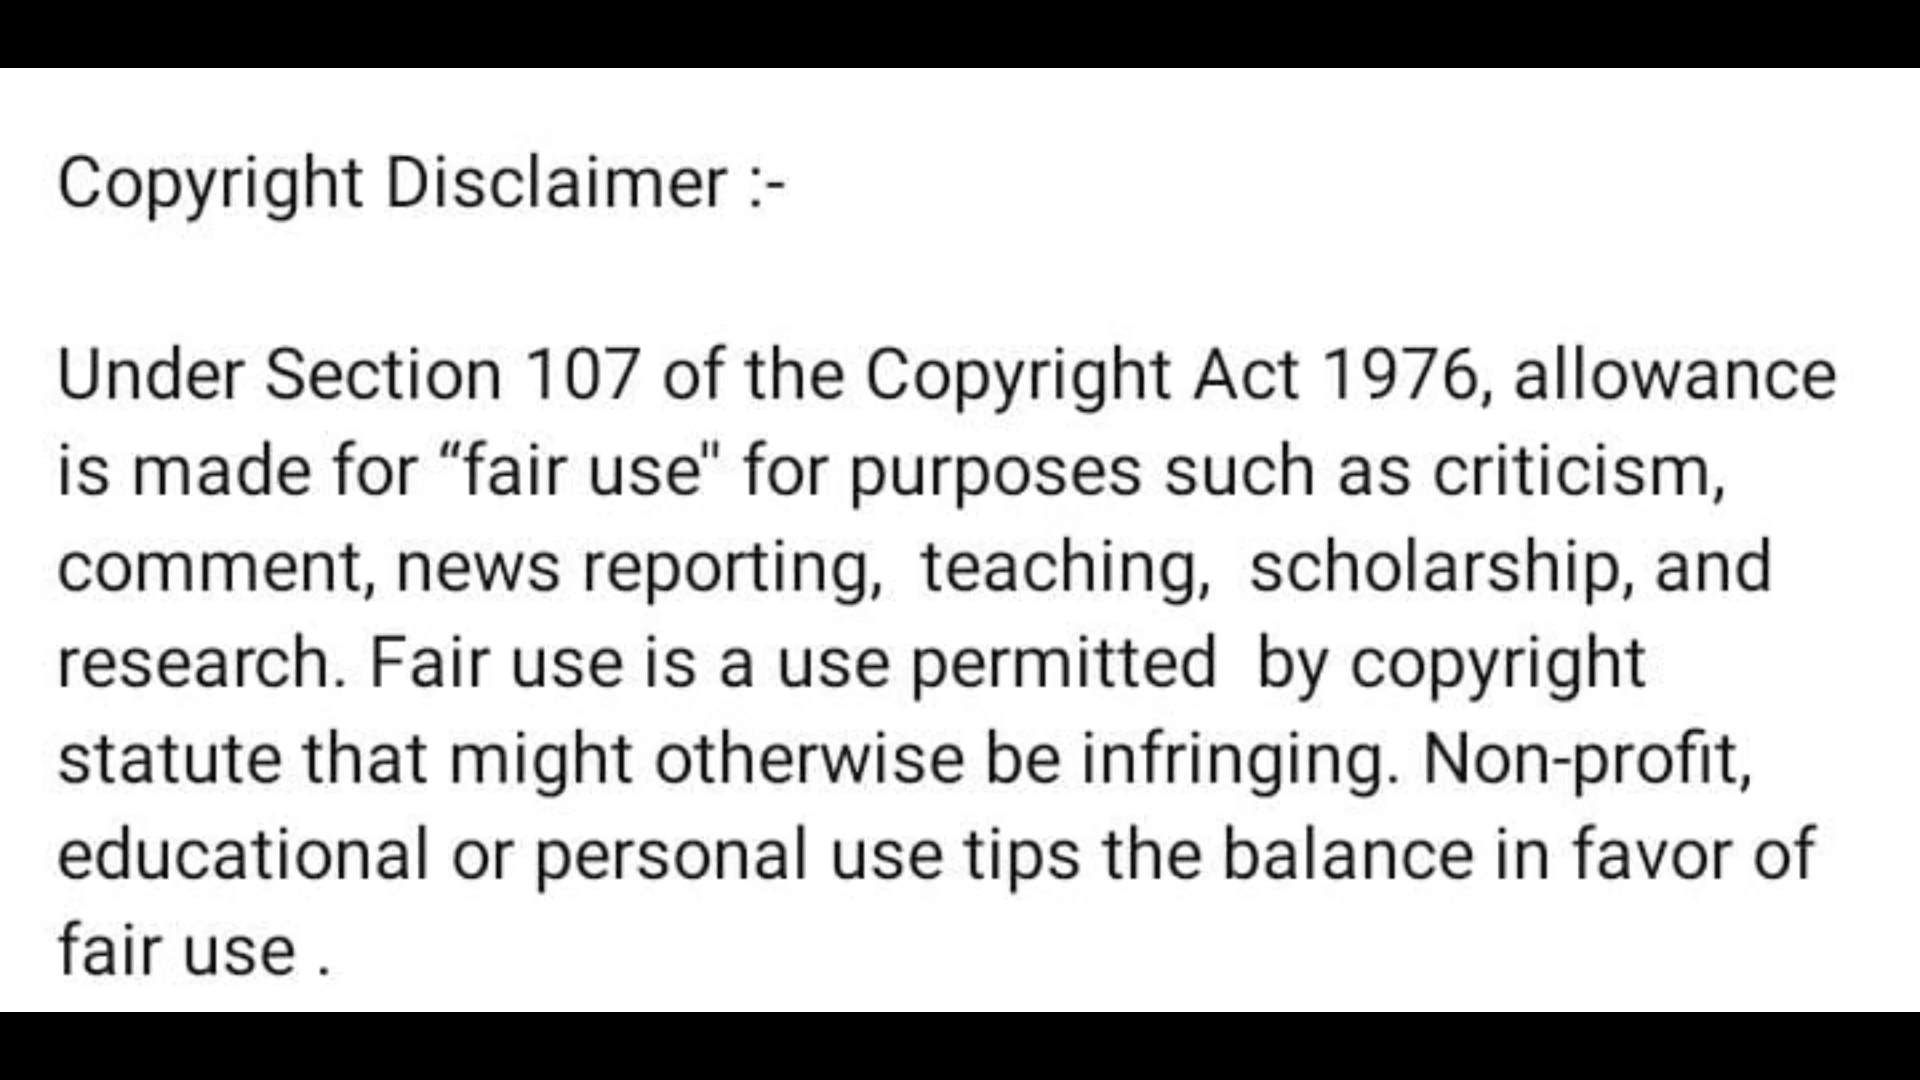 Copyright Disclaimer :-
Under Section 107 of the Copyright Act 1976, allowance
is made for “fair use" for purposes such as criticism,
comment, news reporting,  teaching,  scholarship, and
research. Fair use is a use permitted  by copyright
statute that might otherwise be infringing. Non-profit,
educational or personal use tips the balance in favor of
fair use .